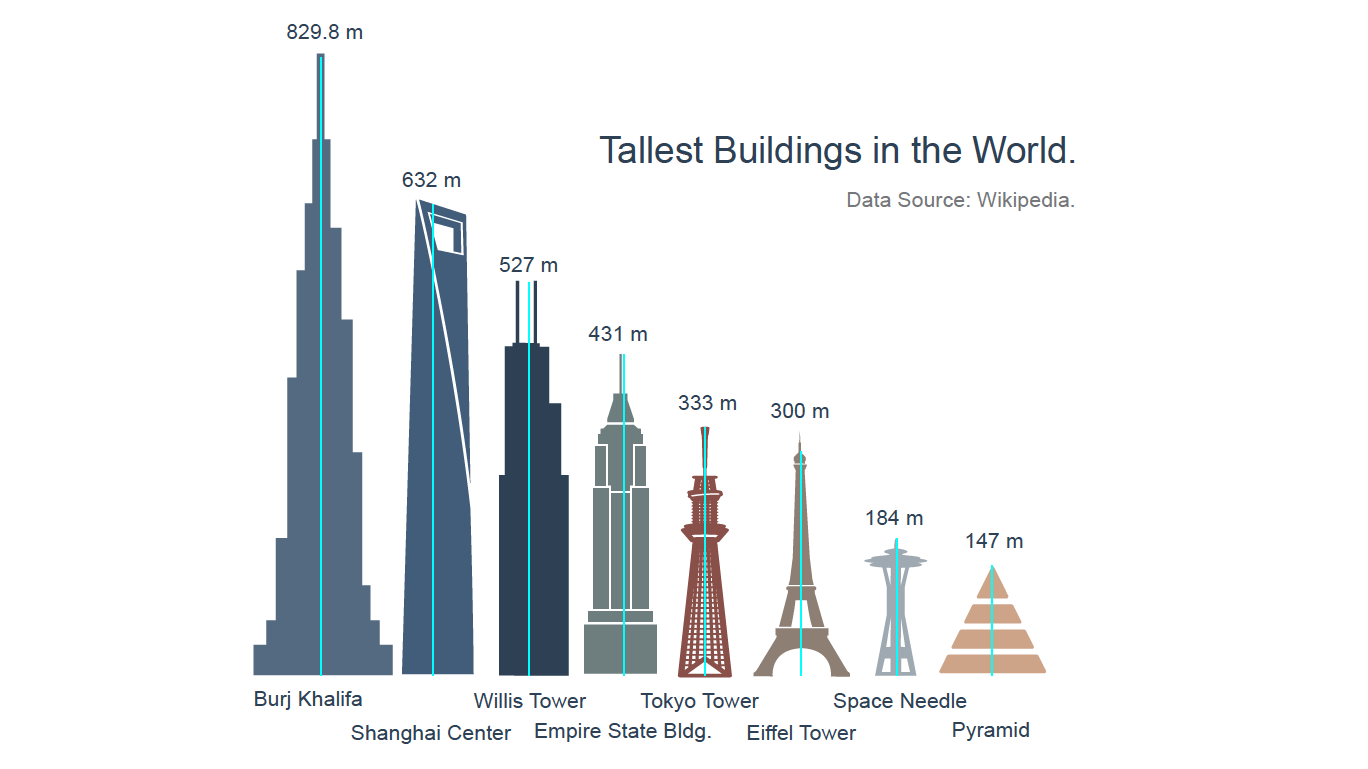 829.8 m
Tallest Buildings in the World.
Data Source: Wikipedia.
632 m
527 m
431 m
333 m
300 m
184 m
147 m
Burj Khalifa
Shanghai Center
Willis Tower
Empire State Bldg.
Tokyo Tower
Eiffel Tower
Space Needle
Pyramid